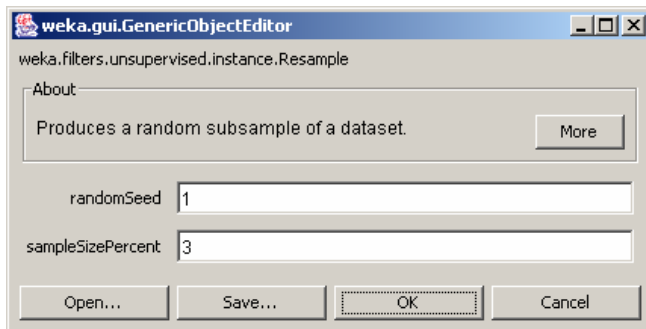 weka.gui.GenericObjectEditor
weka.filters.unsupervised.instance.Resample
About
Produces a random subsample of a dataset.
More
randomSeed 1
sampleSizePercent 3
Open... Save... OK Cancel